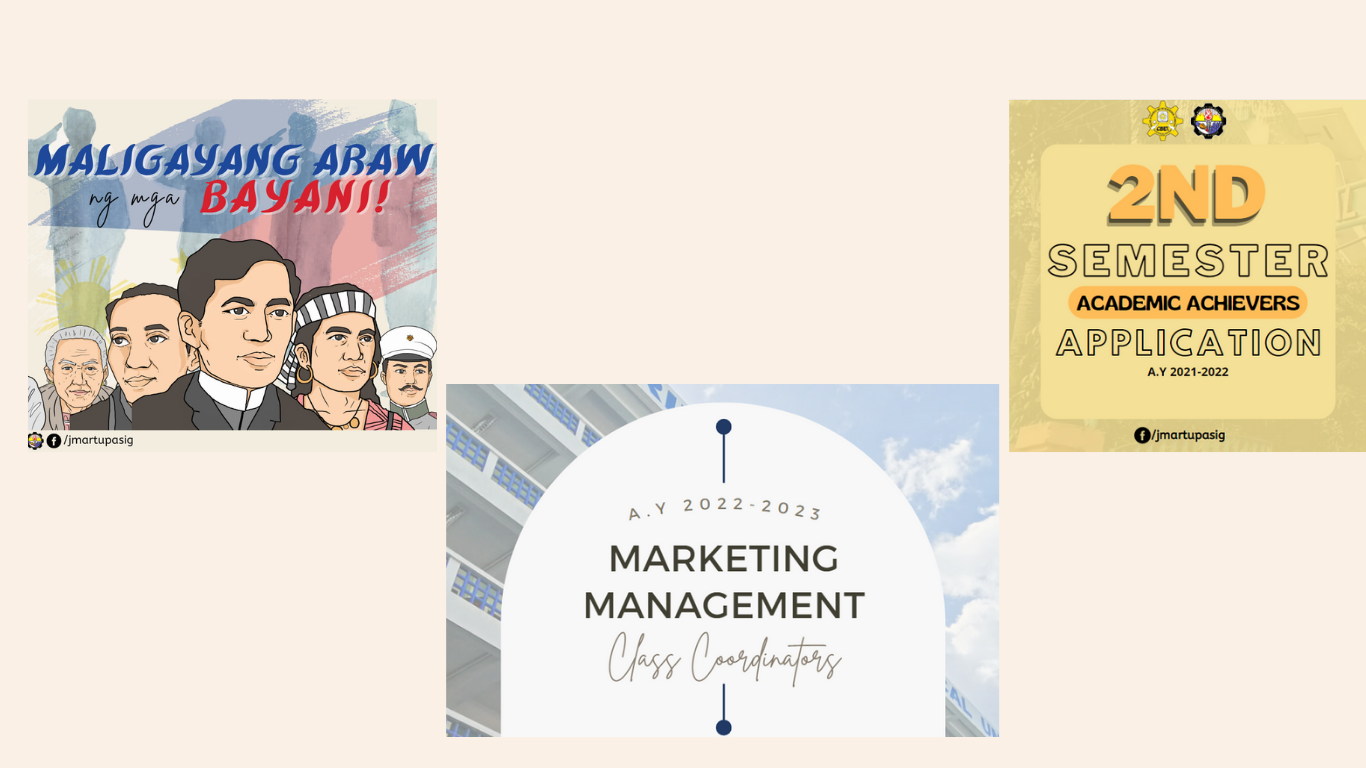 MALIGAYANG ARAW
ng mga BAYANI!
/jmartupasig
A.Y 2022-2023
MARKETING
MANAGEMENT
Class Coordinators
2ND
SEMESTER
ACADEMIC ACHIEVERS
APPLICATION
A.Y 2021-2022
/jmartupasig